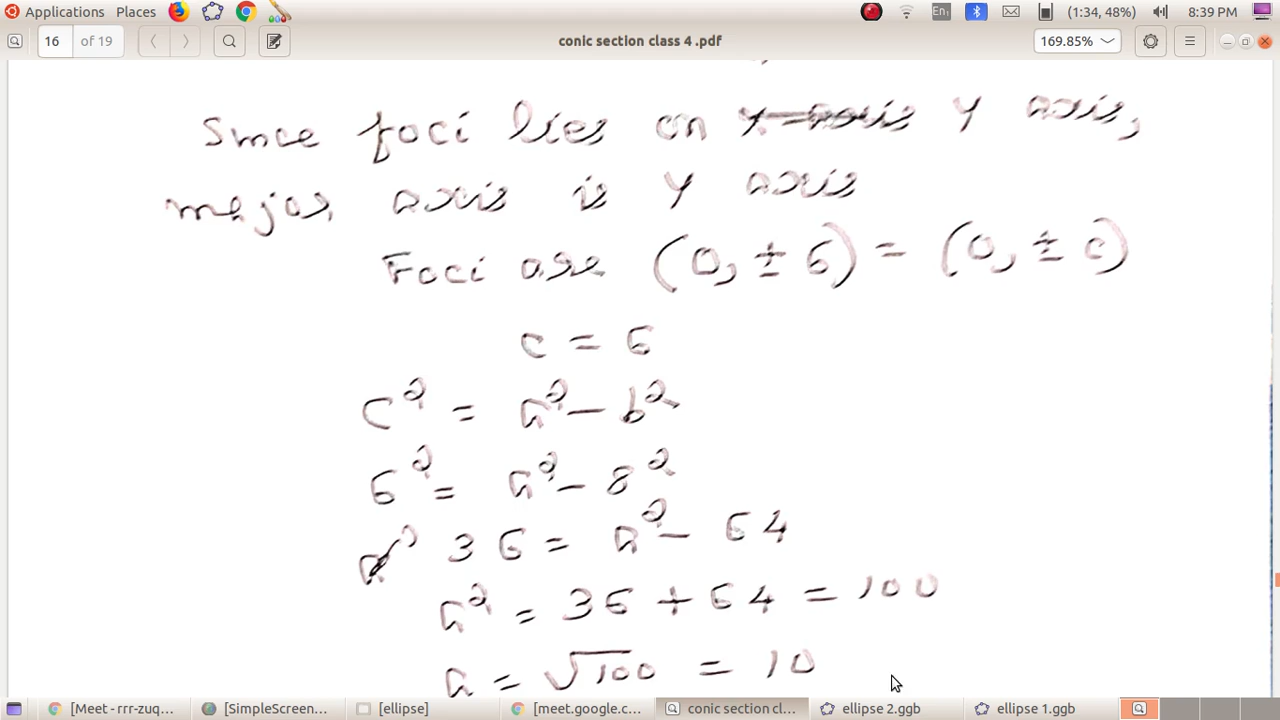 Applications Places En₁ (1:34, 48%) 8:39 PM
16 of 19 conic section class 4 .pdf 169.85%
Since foci lies on x-axis Y axis,
mejor axis is Y axis
Foci are (0, ± 6) = (0, ± c)
c = 6
c² = a² - b²
6² = a² - 8²
36 = a² - 64
a² = 36 + 64 = 100
a = √100 = 10
[Meet - rrr-zuq... [SimpleScreen... [ellipse] [meet.google.c... conic section cl... ellipse 2.ggb ellipse 1.ggb